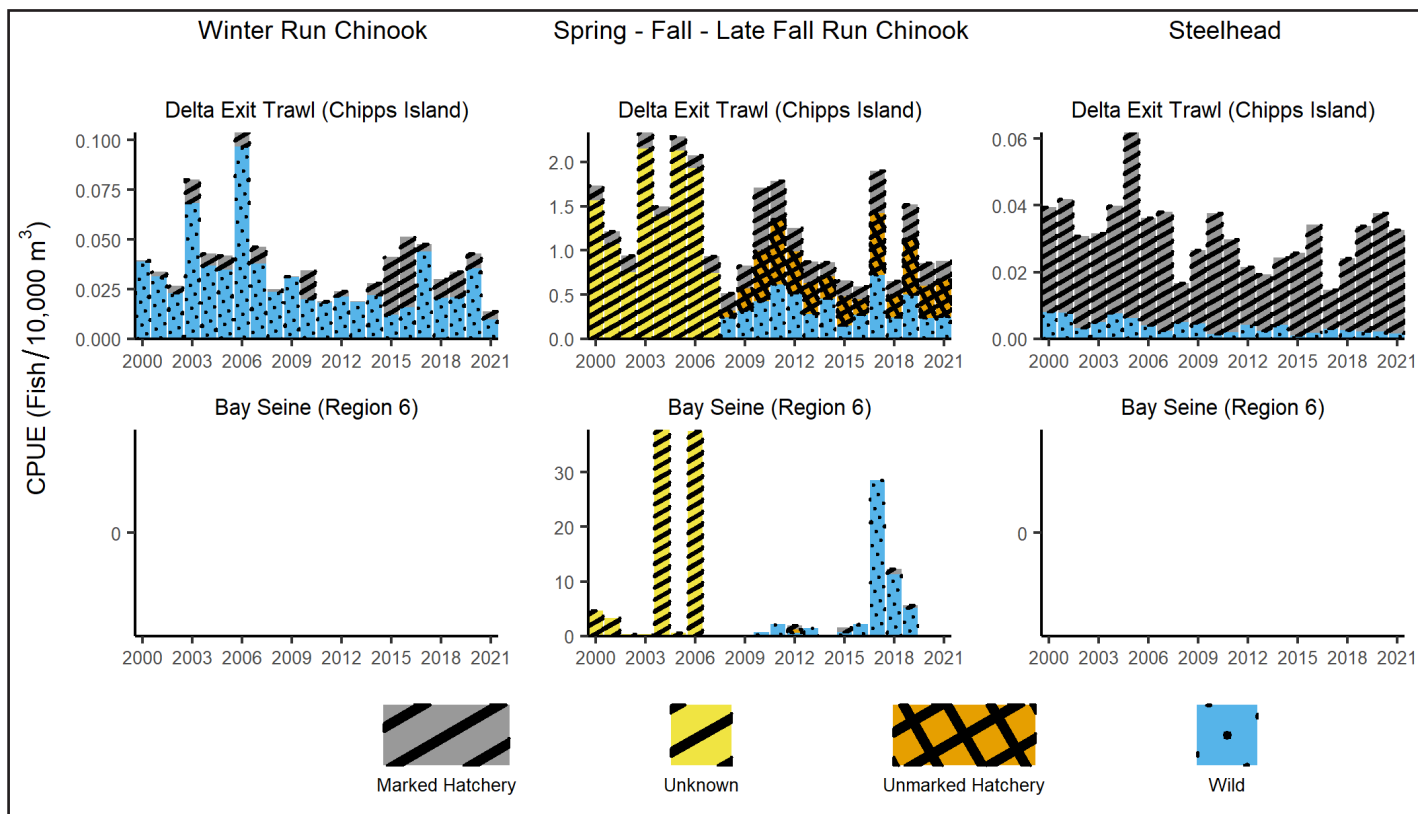 Winter Run Chinook
Spring - Fall - Late Fall Run Chinook
Steelhead
Delta Exit Trawl (Chipps Island)
Delta Exit Trawl (Chipps Island)
Delta Exit Trawl (Chipps Island)
CPUE (Fish/10,000 m³)
0.100
0.075
0.050
0.025
0.000
2000 2003 2006 2009 2012 2015 2018 2021
2.0
1.5
1.0
0.5
0.0
2000 2003 2006 2009 2012 2015 2018 2021
0.06
0.04
0.02
0.00
2000 2003 2006 2009 2012 2015 2018 2021
Bay Seine (Region 6)
Bay Seine (Region 6)
Bay Seine (Region 6)
0
2000 2003 2006 2009 2012 2015 2018 2021
30
20
10
0
2000 2003 2006 2009 2012 2015 2018 2021
0
2000 2003 2006 2009 2012 2015 2018 2021
Marked Hatchery
Unknown
Unmarked Hatchery
Wild